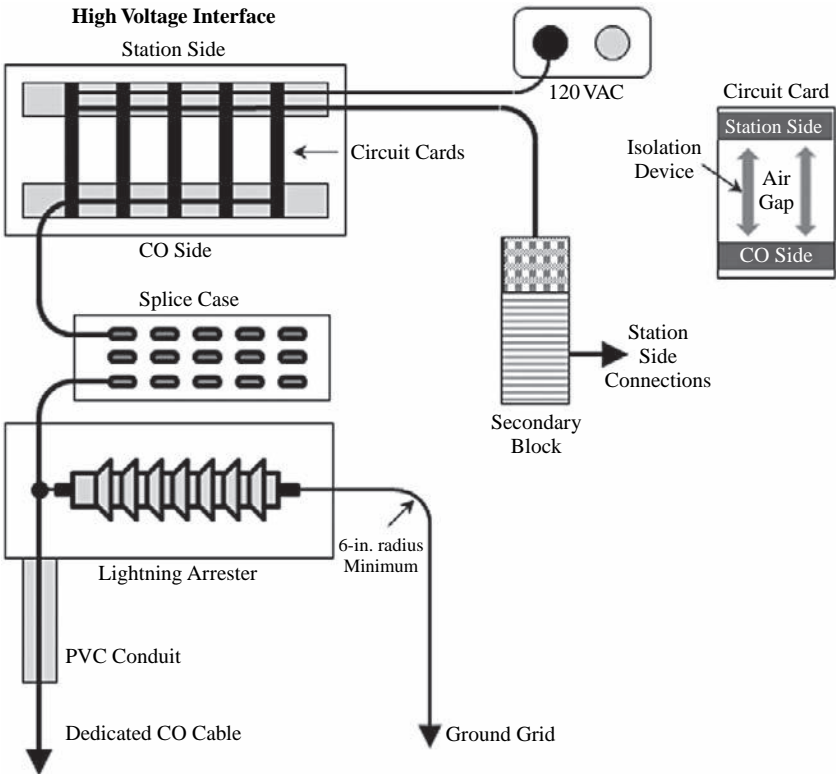 High Voltage Interface
Station Side
120 VAC
Circuit Cards
CO Side
Circuit Card
Station Side
Isolation
Device
Air
Gap
CO Side
Splice Case
Station
Side
Connections
Secondary
Block
6-in. radius
Minimum
Lightning Arrester
PVC Conduit
Dedicated CO Cable
Ground Grid